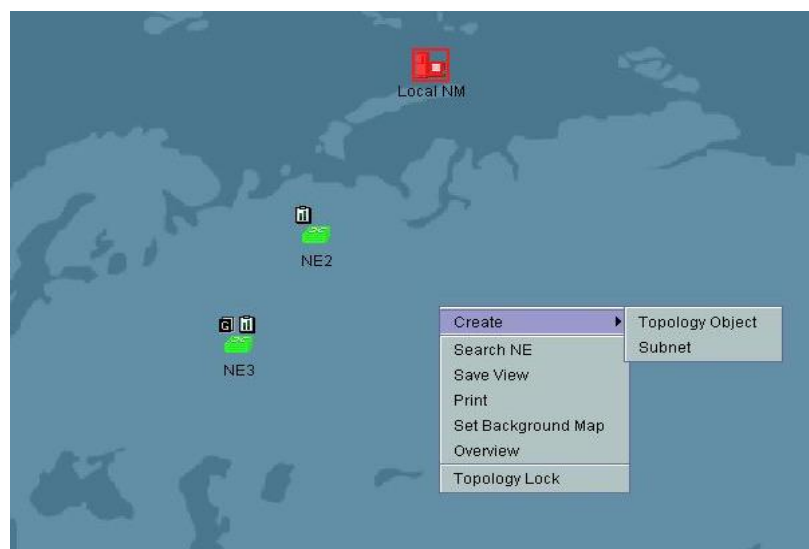 Local NM
NE2
G
NE3
Create
Topology Object
Subnet
Search NE
Save View
Print
Set Background Map
Overview
Topology Lock